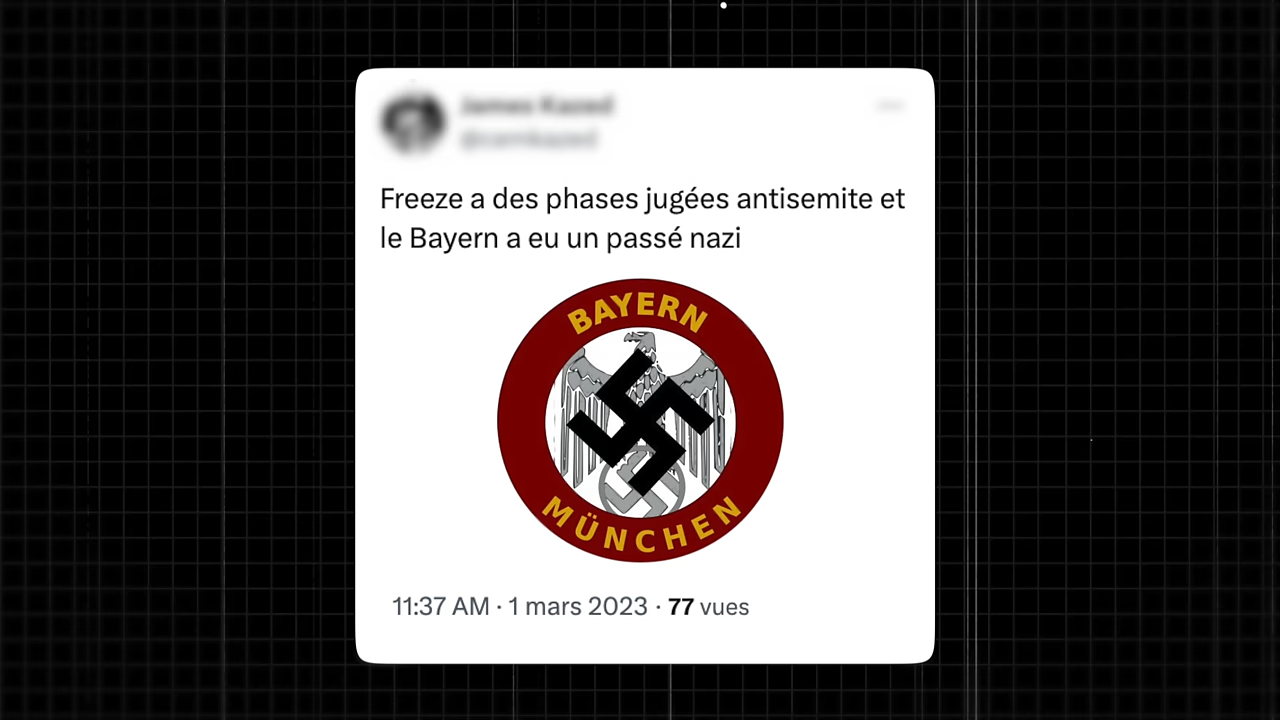 Freeze a des phases jugées antisemite et
le Bayern a eu un passé nazi
BAYERN
MÜNCHEN
11:37 AM · 1 mars 2023 · 77 vues